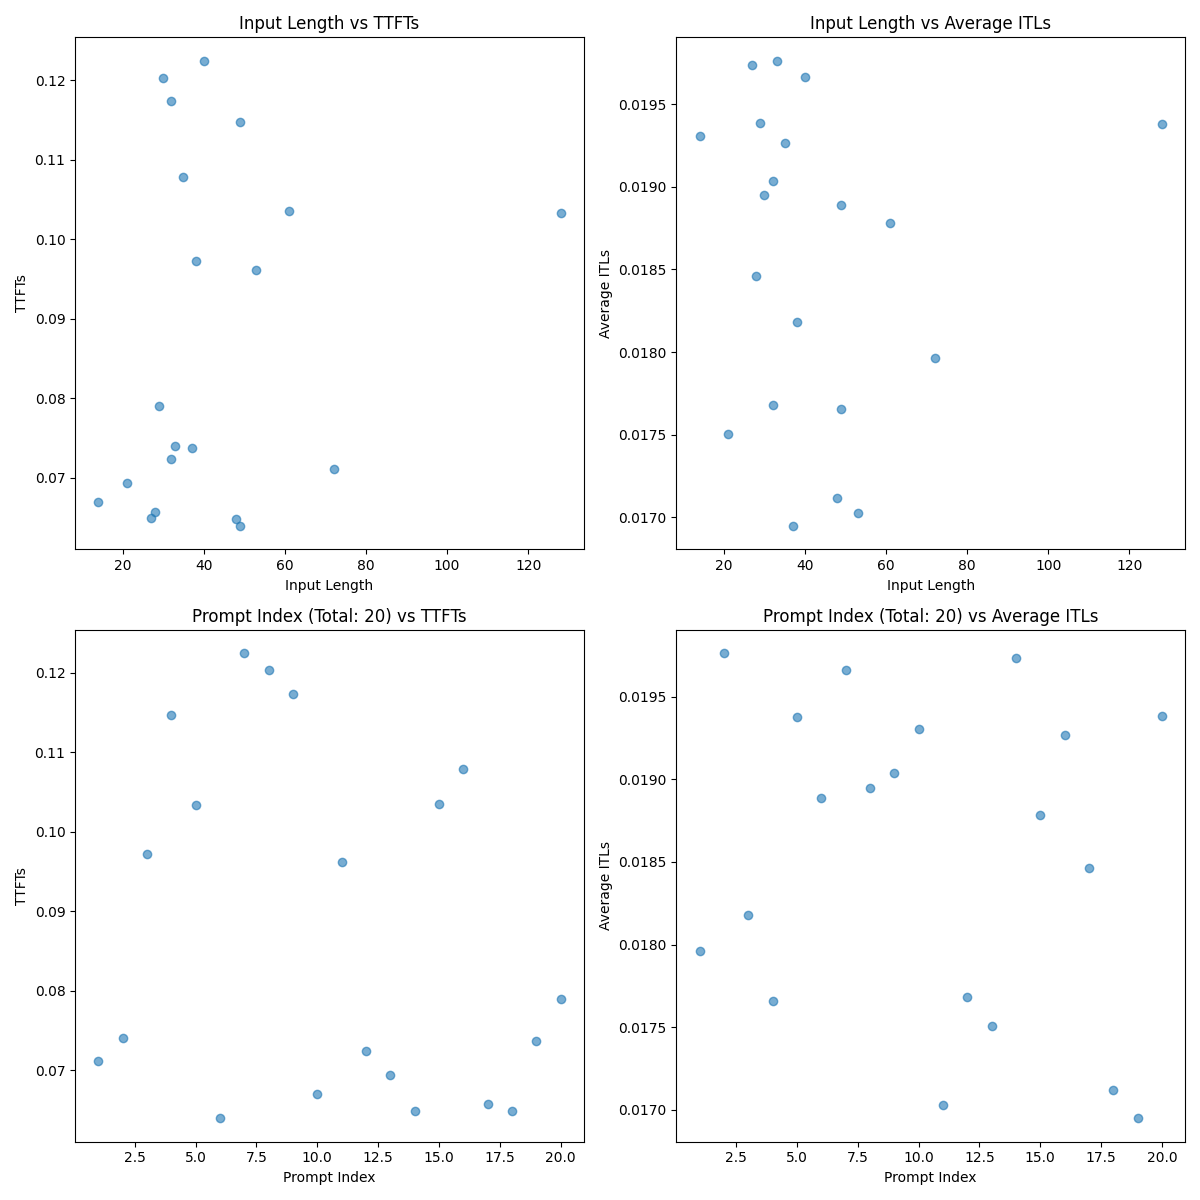 Input Length vs TTFTs
0.12
0.11
0.10
0.09
0.08
0.07
TTFTs
20 40 60 80 100 120
Input Length
Input Length vs Average ITLs
0.0195
0.0190
0.0185
0.0180
0.0175
0.0170
Average ITLs
20 40 60 80 100 120
Input Length
Prompt Index (Total: 20) vs TTFTs
0.12
0.11
0.10
0.09
0.08
0.07
TTFTs
2.5 5.0 7.5 10.0 12.5 15.0 17.5 20.0
Prompt Index
Prompt Index (Total: 20) vs Average ITLs
0.0195
0.0190
0.0185
0.0180
0.0175
0.0170
Average ITLs
2.5 5.0 7.5 10.0 12.5 15.0 17.5 20.0
Prompt Index